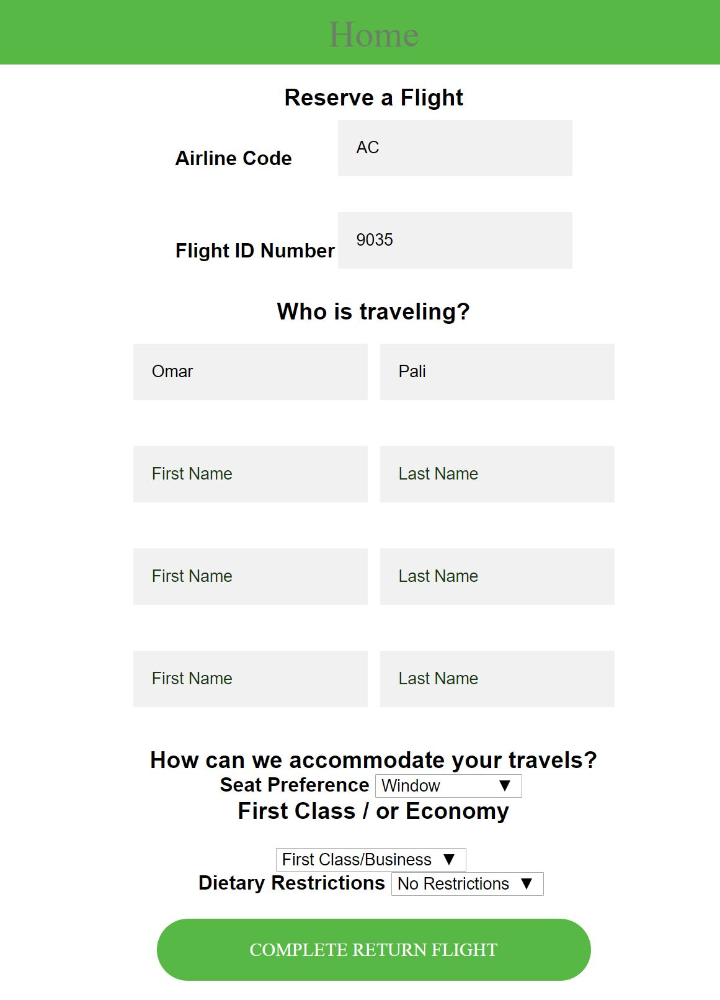 Home
Reserve a Flight
Airline Code AC
Flight ID Number 9035
Who is traveling?
Omar Pali
First Name Last Name
First Name Last Name
First Name Last Name
How can we accommodate your travels?
Seat Preference Window ▼
First Class / or Economy
First Class/Business ▼
Dietary Restrictions No Restrictions ▼
COMPLETE RETURN FLIGHT